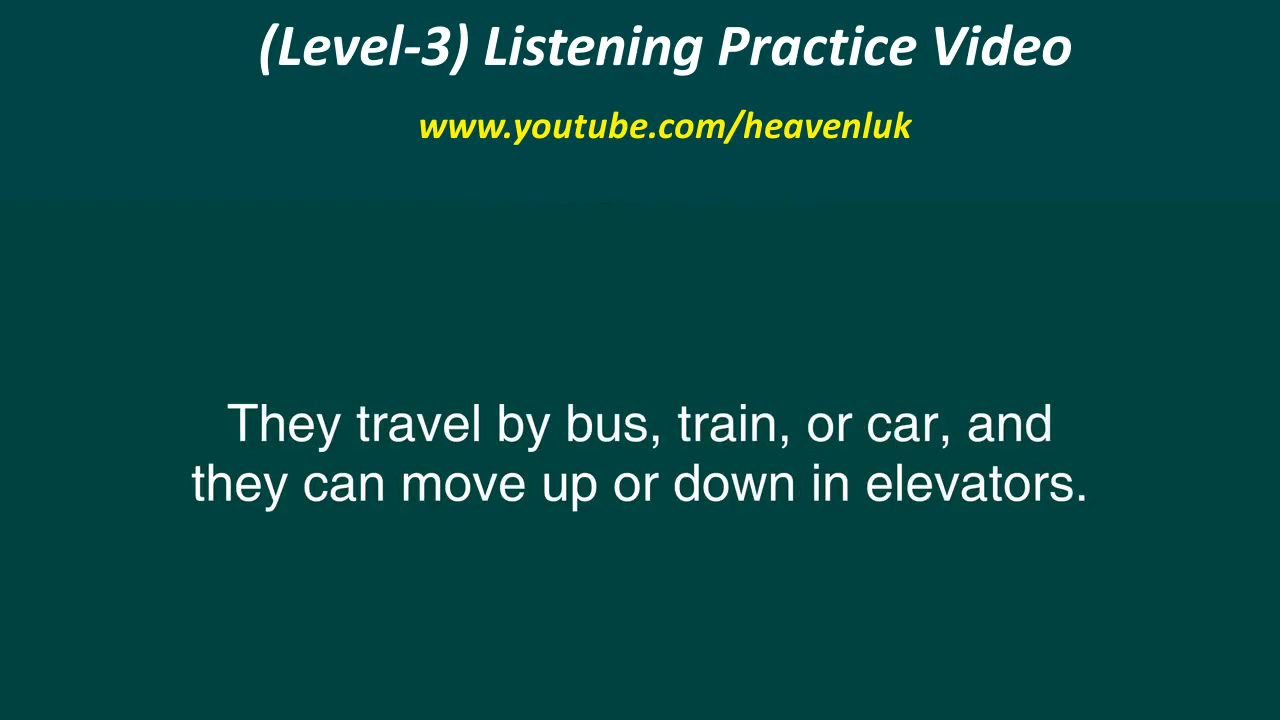 (Level-3) Listening Practice Video
www.youtube.com/heavenluk
They travel by bus, train, or car, and
they can move up or down in elevators.